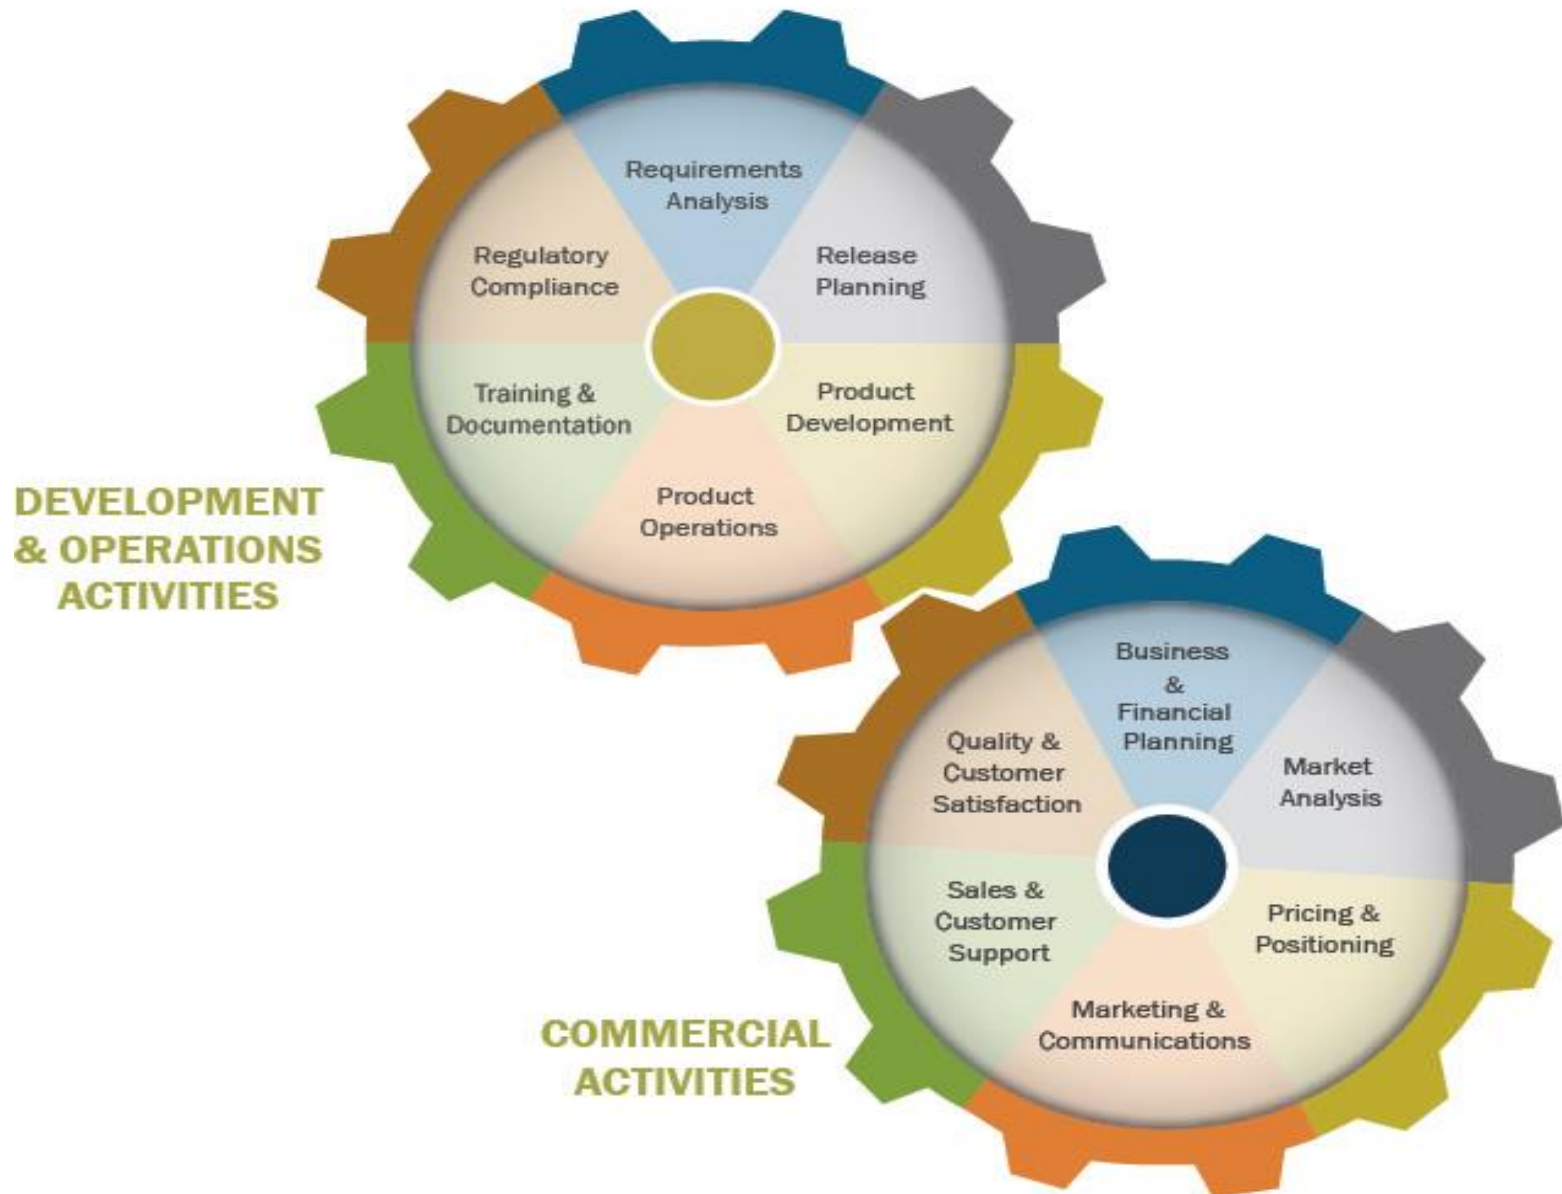 Requirements
Analysis
Release
Planning
Product
Development
Product
Operations
Training &
Documentation
Regulatory
Compliance
DEVELOPMENT
& OPERATIONS
ACTIVITIES
Business
&
Financial
Planning
Market
Analysis
Pricing &
Positioning
Marketing &
Communications
Sales &
Customer
Support
Quality &
Customer
Satisfaction
COMMERCIAL
ACTIVITIES